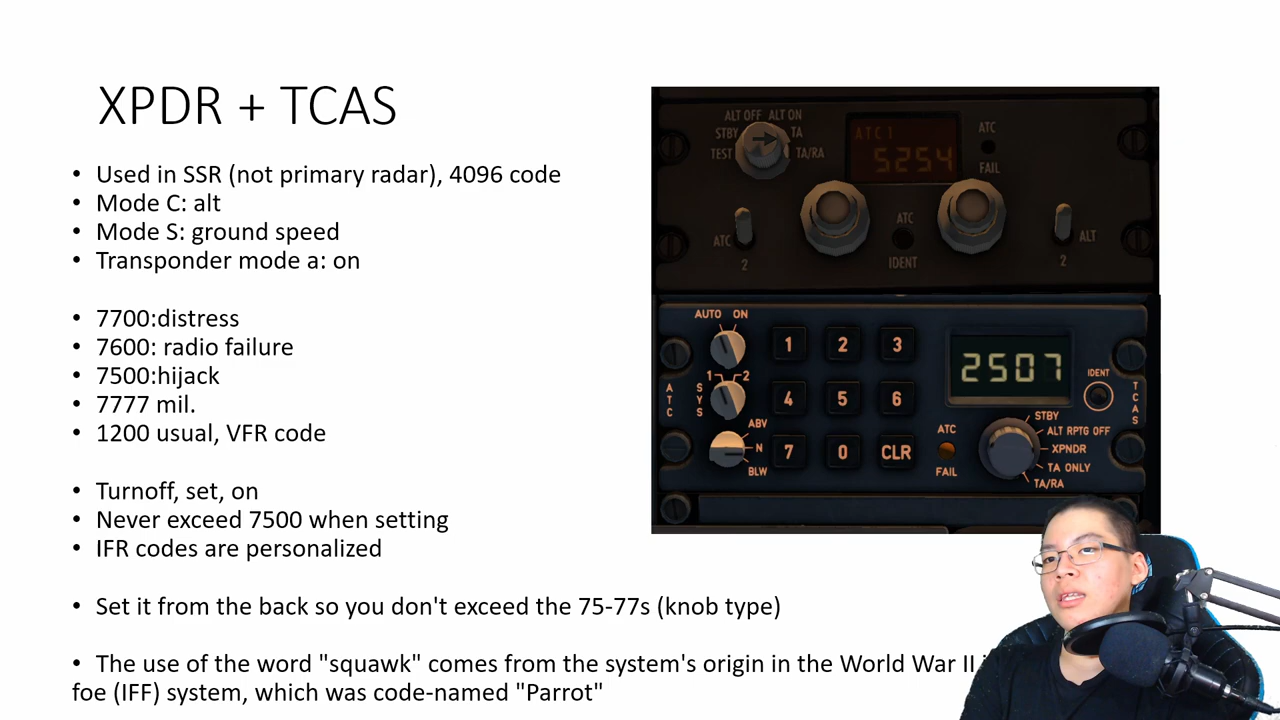 XPDR + TCAS
• Used in SSR (not primary radar), 4096 code
• Mode C: alt
• Mode S: ground speed
• Transponder mode a: on
• 7700:distress
• 7600: radio failure
• 7500:hijack
• 7777 mil.
• 1200 usual, VFR code
• Turnoff, set, on
• Never exceed 7500 when setting
• IFR codes are personalized
• Set it from the back so you don't exceed the 75-77s (knob type)
• The use of the word "squawk" comes from the system's origin in the World War II
foe (IFF) system, which was code-named "Parrot"
ALT OFF ALT ON
STBY TA
TEST TA/RA
ATC1
5254
ATC
FAIL
ATC
2
ATC
IDENT
ALT
2
AUTO ON
1 2 3
2507
IDENT
1 2
ATC
SYS
4 5 6
TCAS
STBY
ALT RPTG OFF
XPNDR
TA ONLY
TA/RA
ABV
N
BLW
7 0 CLR
ATC
FAIL